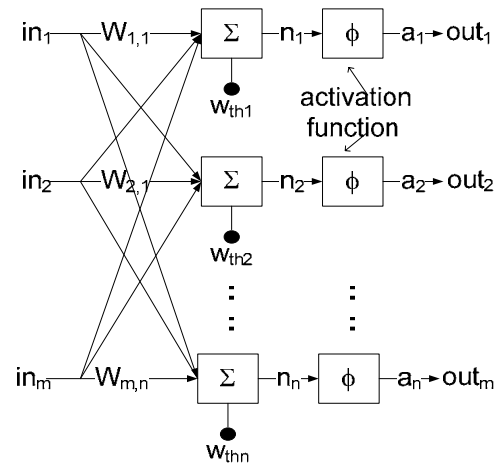 in1 W1,1 Σ n1 ϕ a1 out1
wth1
activation
function
in2 W2,1 Σ n2 ϕ a2 out2
wth2
inm Wm,n Σ nn ϕ an outm
wthn